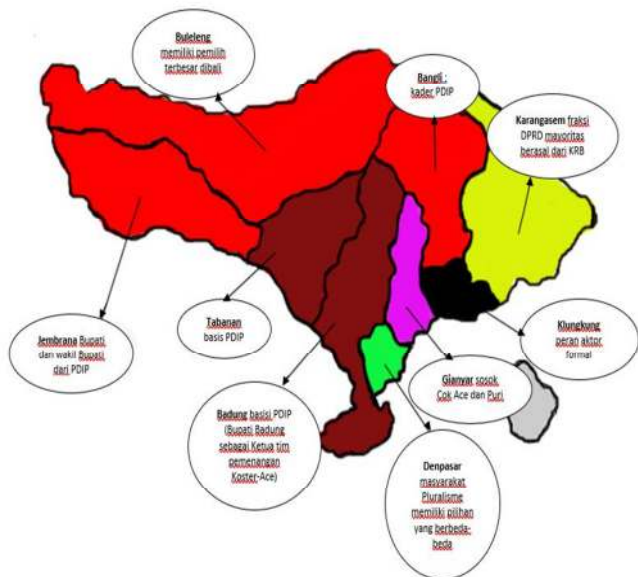 Buleleng
memiliki pemilih
terbesar dibali
Bangli :
kader PDIP
Karangasem fraksi
DPRD mayoritas
berasal dari KRB
Jembrana Bupati
dan wakil Bupati
dari PDIP
Tabanan
basis PDIP
Badung basisi PDIP
(Bupati Badung
sebagai Ketua tim
pemenangan
Koster-Ace)
Denpasar
masyarakat
Pluralisme
memiliki pilihan
yang berbeda-
beda
Gianyar sosok
Cok Ace dan Puri
Klungkung
peran aktor
formal